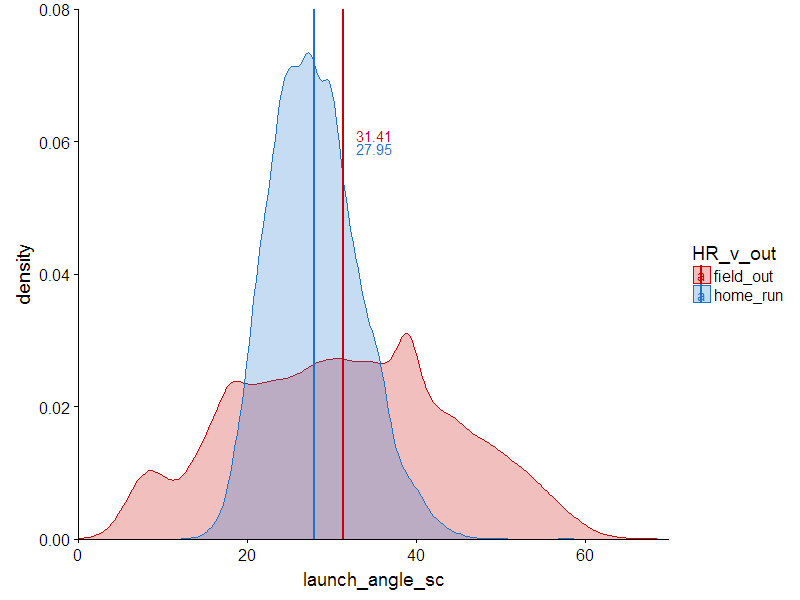 0.08
0.06
0.04
0.02
0.00
density
31.41
27.95
0 20 40 60
launch_angle_sc
HR_v_out
a field_out
a home_run